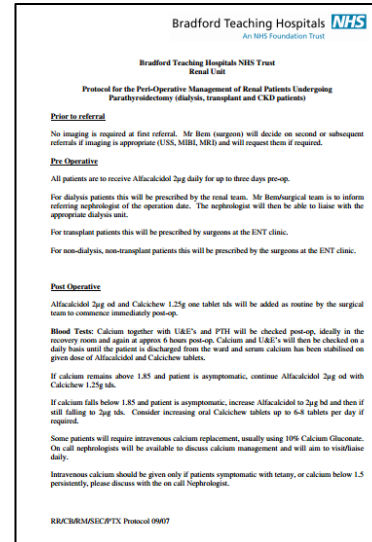 Bradford Teaching Hospitals NHS
An NHS Foundation Trust
Bradford Teaching Hospitals NHS Trust
Renal Unit
Protocol for the Peri-Operative Management of Renal Patients Undergoing
Parathyroidectomy (dialysis, transplant and CKD patients)
Prior to referral
No imaging is required at first referral. Mr Bem (surgeon) will decide on second or subsequent
referrals if imaging is appropriate (USS, MIBI, MRI) and will request them if required.
Pre Operative
All patients are to receive Alfacalcidol 2µg daily for up to three days pre-op.
For dialysis patients this will be prescribed by the renal team. Mr Bem/surgical team is to inform
referring nephrologist of the operation date. The nephrologist will then be able to liaise with the
appropriate dialysis unit.
For transplant patients this will be prescribed by surgeons at the ENT clinic.
For non-dialysis, non-transplant patients this will be prescribed by the surgeons at the ENT clinic.
Post Operative
Alfacalcidol 2µg od and Calcichew 1.25g one tablet tds will be added as routine by the surgical
team to commence immediately post-op.
Blood Tests: Calcium together with U&E's and PTH will be checked post-op, ideally in the
recovery room and again at approx 6 hours post-op. Calcium and U&E's will then be checked on a
daily basis until the patient is discharged from the ward and serum calcium has been stabilised on
given dose of Alfacalcidol and Calcichew tablets.
If calcium remains above 1.85 and patient is asymptomatic, continue Alfacalcidol 2µg od with
Calcichew 1.25g tds.
If calcium falls below 1.85 and patient is asymptomatic, increase Alfacalcidol to 2µg bd and then if
still falling to 2µg tds. Consider increasing oral Calcichew tablets up to 6-8 tablets per day if
required.
Some patients will require intravenous calcium replacement, usually using 10% Calcium Gluconate.
On call nephrologists will be available to discuss calcium management and will aim to visit/liaise
daily.
Intravenous calcium should be given only if patients symptomatic with tetany, or calcium below 1.5
persistently, please discuss with the on call Nephrologist.
RR/CB/RM/SEC/PTX Protocol 09/07